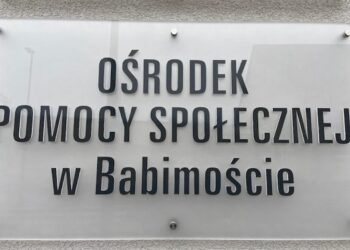 OŚRODEK
POMOCY SPOŁECZNEJ
w Babimoście